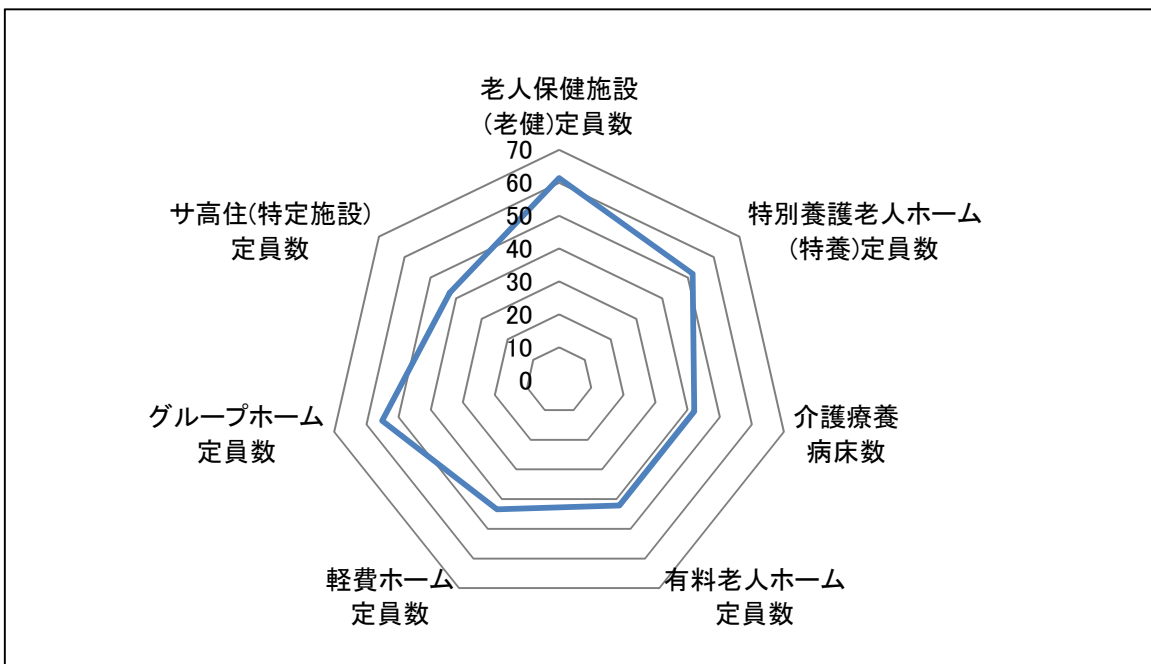 老人保健施設
(老健)定員数
特別養護老人ホーム
(特養)定員数
介護療養
病床数
有料老人ホーム
定員数
軽費ホーム
定員数
グループホーム
定員数
サ高住(特定施設)
定員数
70
60
50
40
30
20
10
0